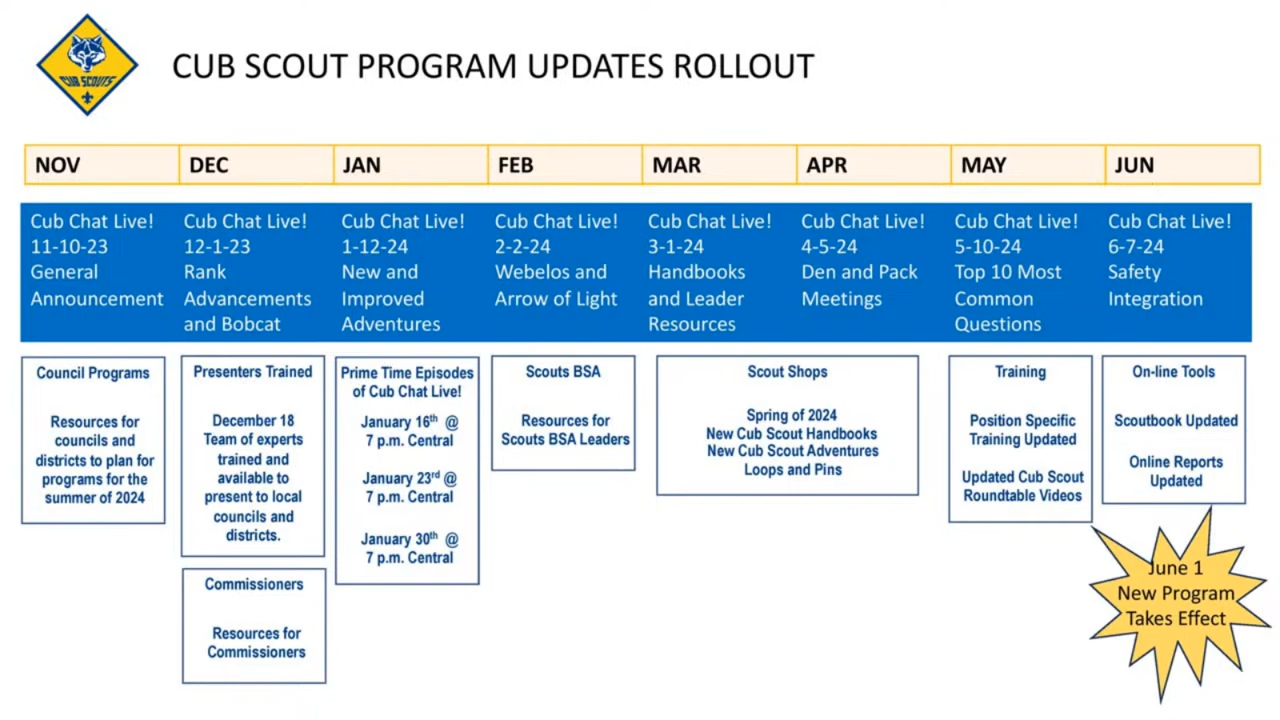 CUB SCOUTS
CUB SCOUT PROGRAM UPDATES ROLLOUT
NOV
DEC
JAN
FEB
MAR
APR
MAY
JUN
Cub Chat Live!
11-10-23
General
Announcement
Cub Chat Live!
12-1-23
Rank
Advancements
and Bobcat
Cub Chat Live!
1-12-24
New and
Improved
Adventures
Cub Chat Live!
2-2-24
Webelos and
Arrow of Light
Cub Chat Live!
3-1-24
Handbooks
and Leader
Resources
Cub Chat Live!
4-5-24
Den and Pack
Meetings
Cub Chat Live!
5-10-24
Top 10 Most
Common
Questions
Cub Chat Live!
6-7-24
Safety
Integration
Council Programs
Resources for
councils and
districts to plan for
programs for the
summer of 2024
Presenters Trained
December 18
Team of experts
trained and
available to
present to local
councils and
districts.
Commissioners
Resources for
Commissioners
Prime Time Episodes
of Cub Chat Live!
January 16th @
7 p.m. Central
January 23rd @
7 p.m. Central
January 30th @
7 p.m. Central
Scouts BSA
Resources for
Scouts BSA Leaders
Scout Shops
Spring of 2024
New Cub Scout Handbooks
New Cub Scout Adventures
Loops and Pins
Training
Position Specific
Training Updated
Updated Cub Scout
Roundtable Videos
On-line Tools
Scoutbook Updated
Online Reports
Updated
June 1
New Program
Takes Effect